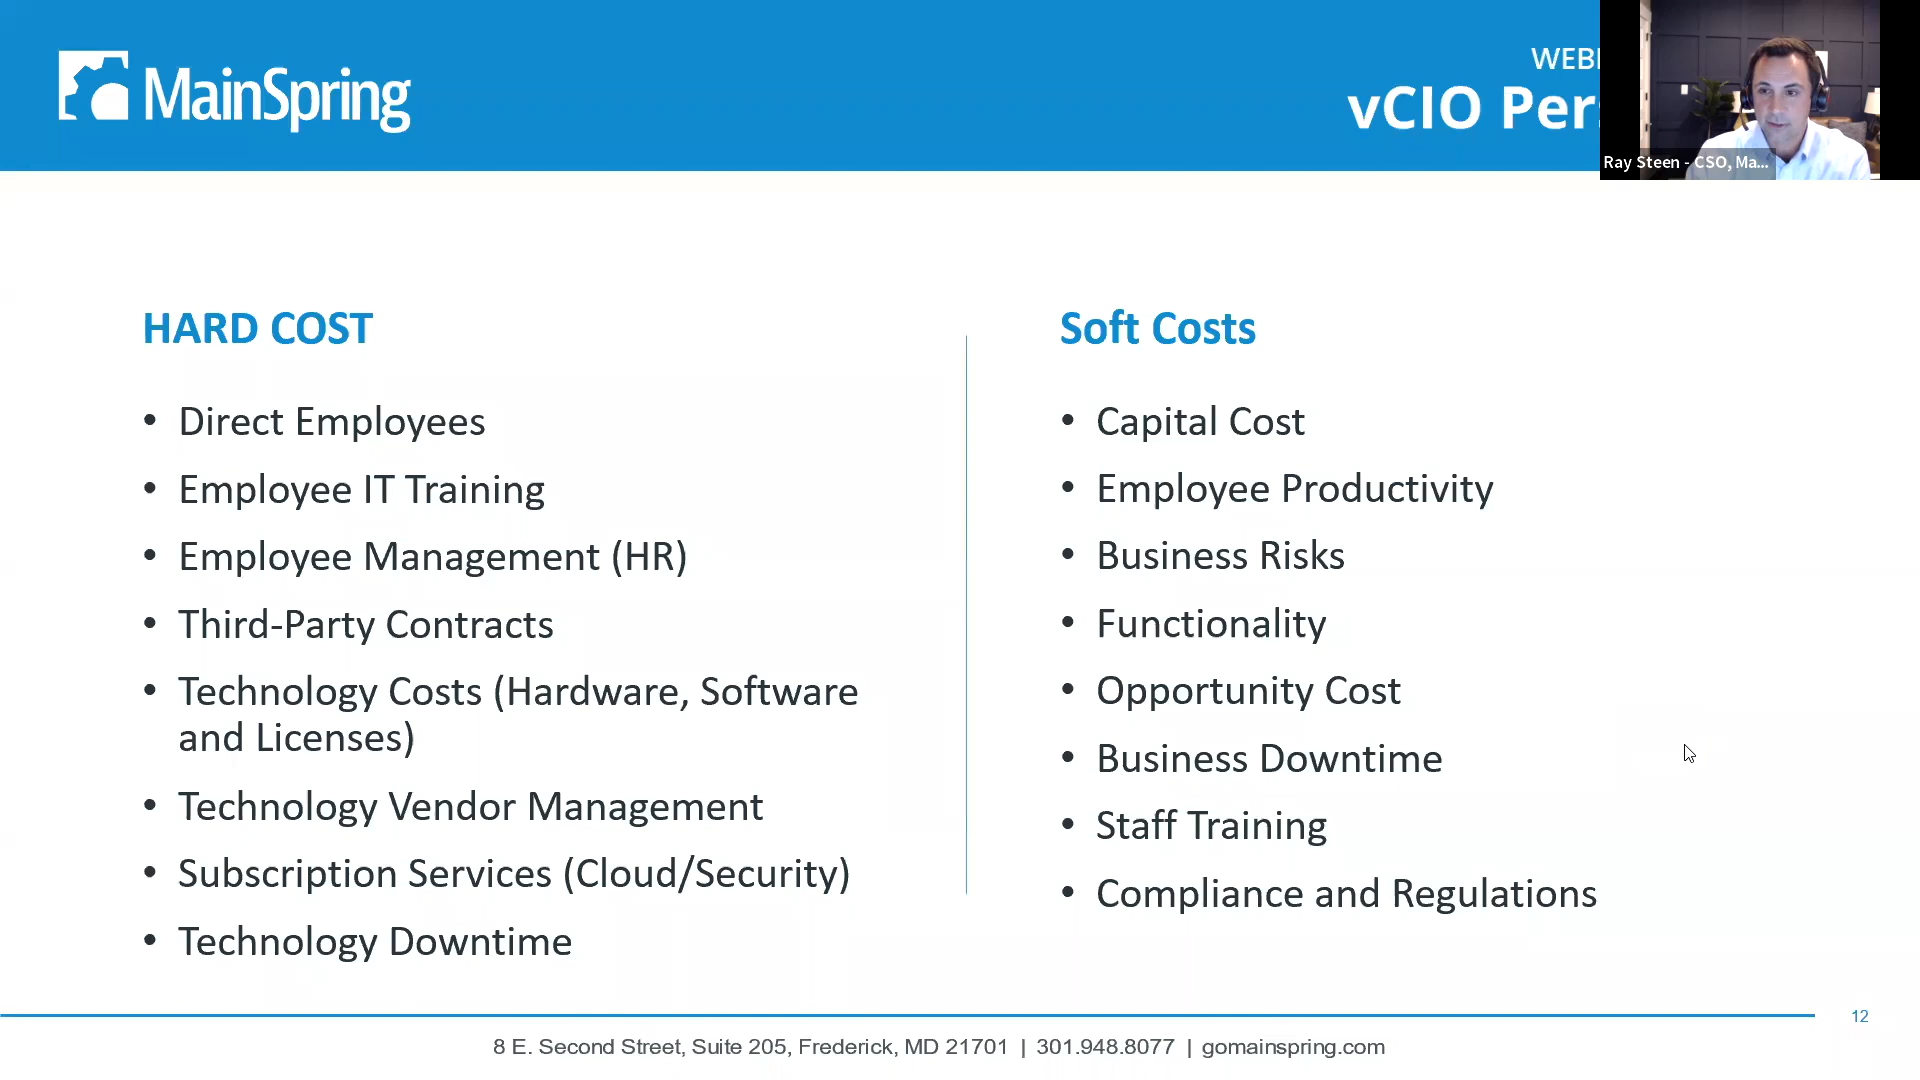 MainSpring
WEB
vCIO Per
Ray Steen - CSO, Ma...
HARD COST
• Direct Employees
• Employee IT Training
• Employee Management (HR)
• Third-Party Contracts
• Technology Costs (Hardware, Software
and Licenses)
• Technology Vendor Management
• Subscription Services (Cloud/Security)
• Technology Downtime
Soft Costs
• Capital Cost
• Employee Productivity
• Business Risks
• Functionality
• Opportunity Cost
• Business Downtime
• Staff Training
• Compliance and Regulations
12
8 E. Second Street, Suite 205, Frederick, MD 21701 | 301.948.8077 | gomainspring.com